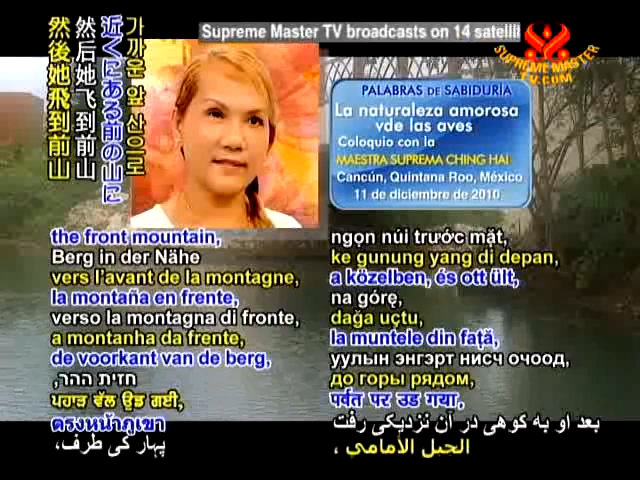 Supreme Master TV broadcasts on 14 satelli
SUPREME MASTER
TV.COM
가까운 앞 산으로
近くにある前の山に
然后她飞到前山
然後她飛到前山
PALABRAS DE SABIDURÍA
La naturaleza amorosa
vde las aves
Coloquio con la
MAESTRA SUPREMA CHING HAI
Cancún, Quintana Roo, México
11 de diciembre de 2010
the front mountain,
Berg in der Nähe
vers l'avant de la montagne,
la montaña en frente,
verso la montagna di fronte,
a montanha da frente,
de voorkant van de berg,
חזית ההר,
ਪਹਾੜ ਵੱਲ ਉਡ ਗਈ,
ตรงหน้าภูเขา
پہار کی طرف،
ngọn núi trước mặt,
ke gunung yang di depan,
a közelben, és ott ült,
na górę,
dağa uçtu,
la muntele din faţă,
уулын энгэрт нисч очоод,
до горы рядом,
पर्वत पर उड गया,
بعد او به کوهی در آن نزدیکی رفت
الجبل الأمامي ،